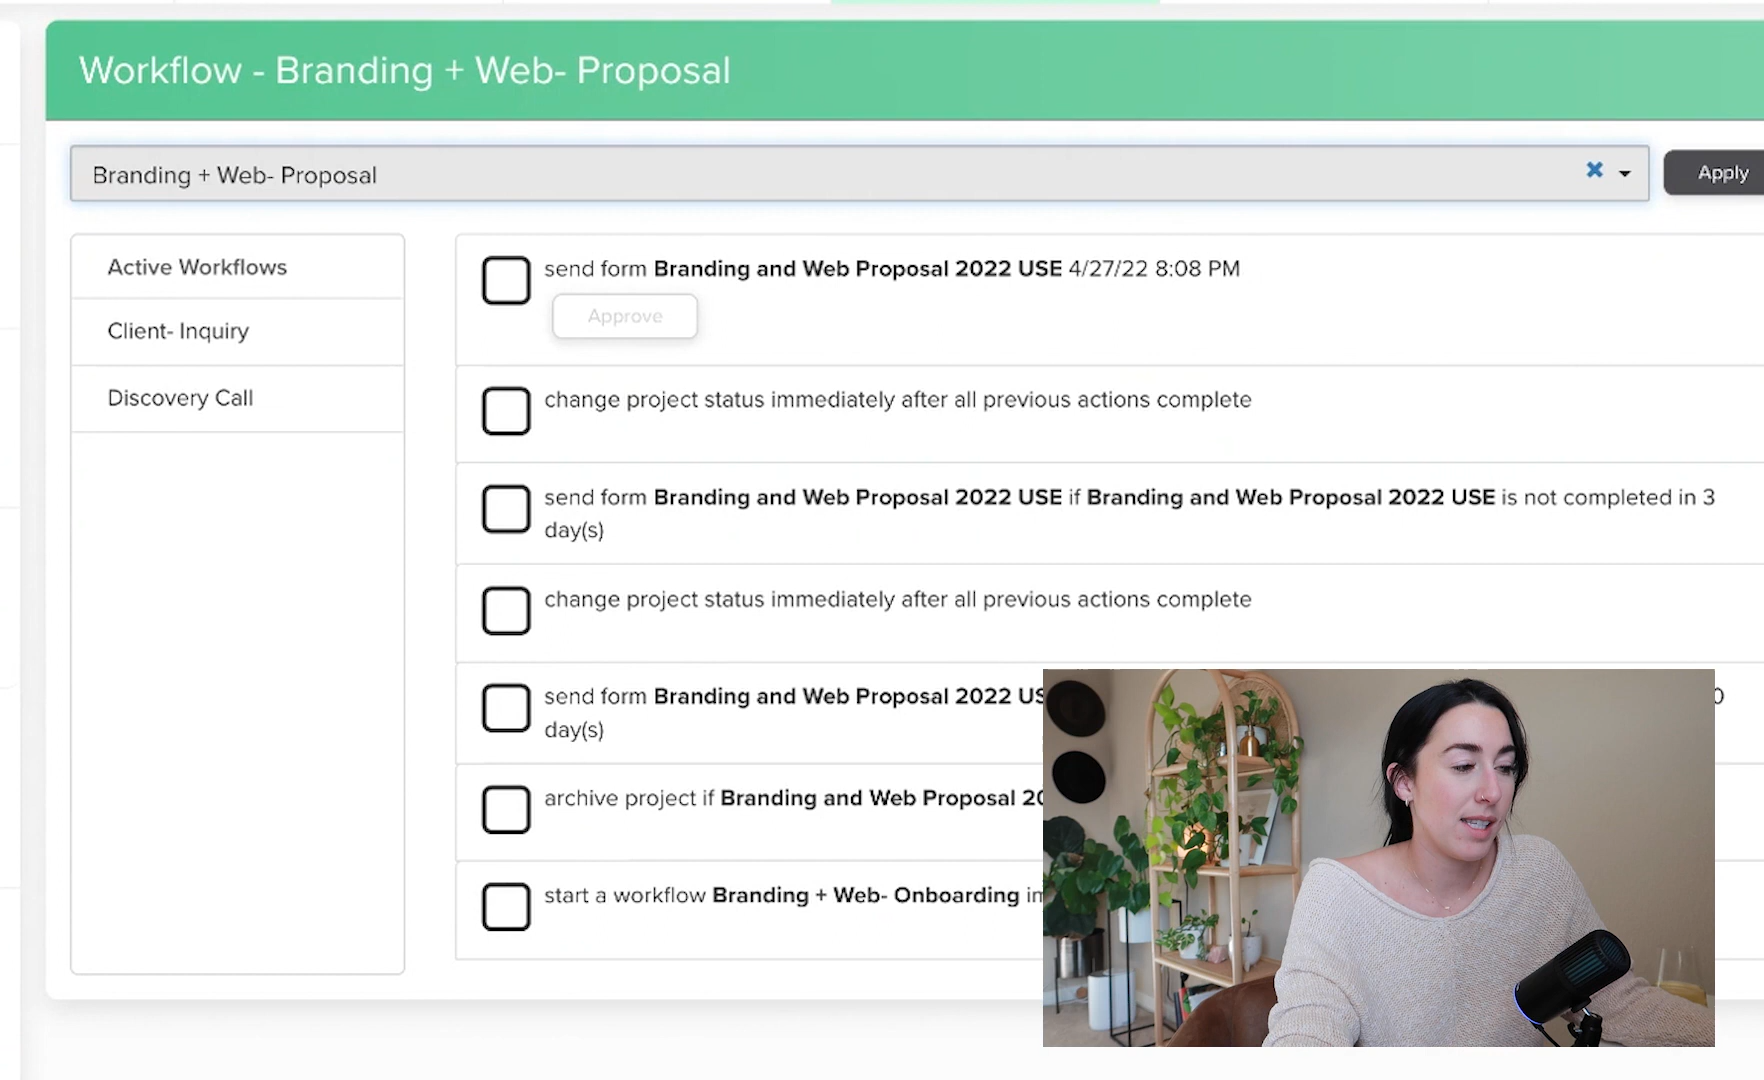 Workflow - Branding + Web- Proposal
Branding + Web- Proposal
Apply
Active Workflows
Client- Inquiry
Discovery Call
send form Branding and Web Proposal 2022 USE 4/27/22 8:08 PM
Approve
change project status immediately after all previous actions complete
send form Branding and Web Proposal 2022 USE if Branding and Web Proposal 2022 USE is not completed in 3
day(s)
change project status immediately after all previous actions complete
send form Branding and Web Proposal 2022
day(s)
archive project if Branding and Web Proposal
start a workflow Branding + Web- Onboarding